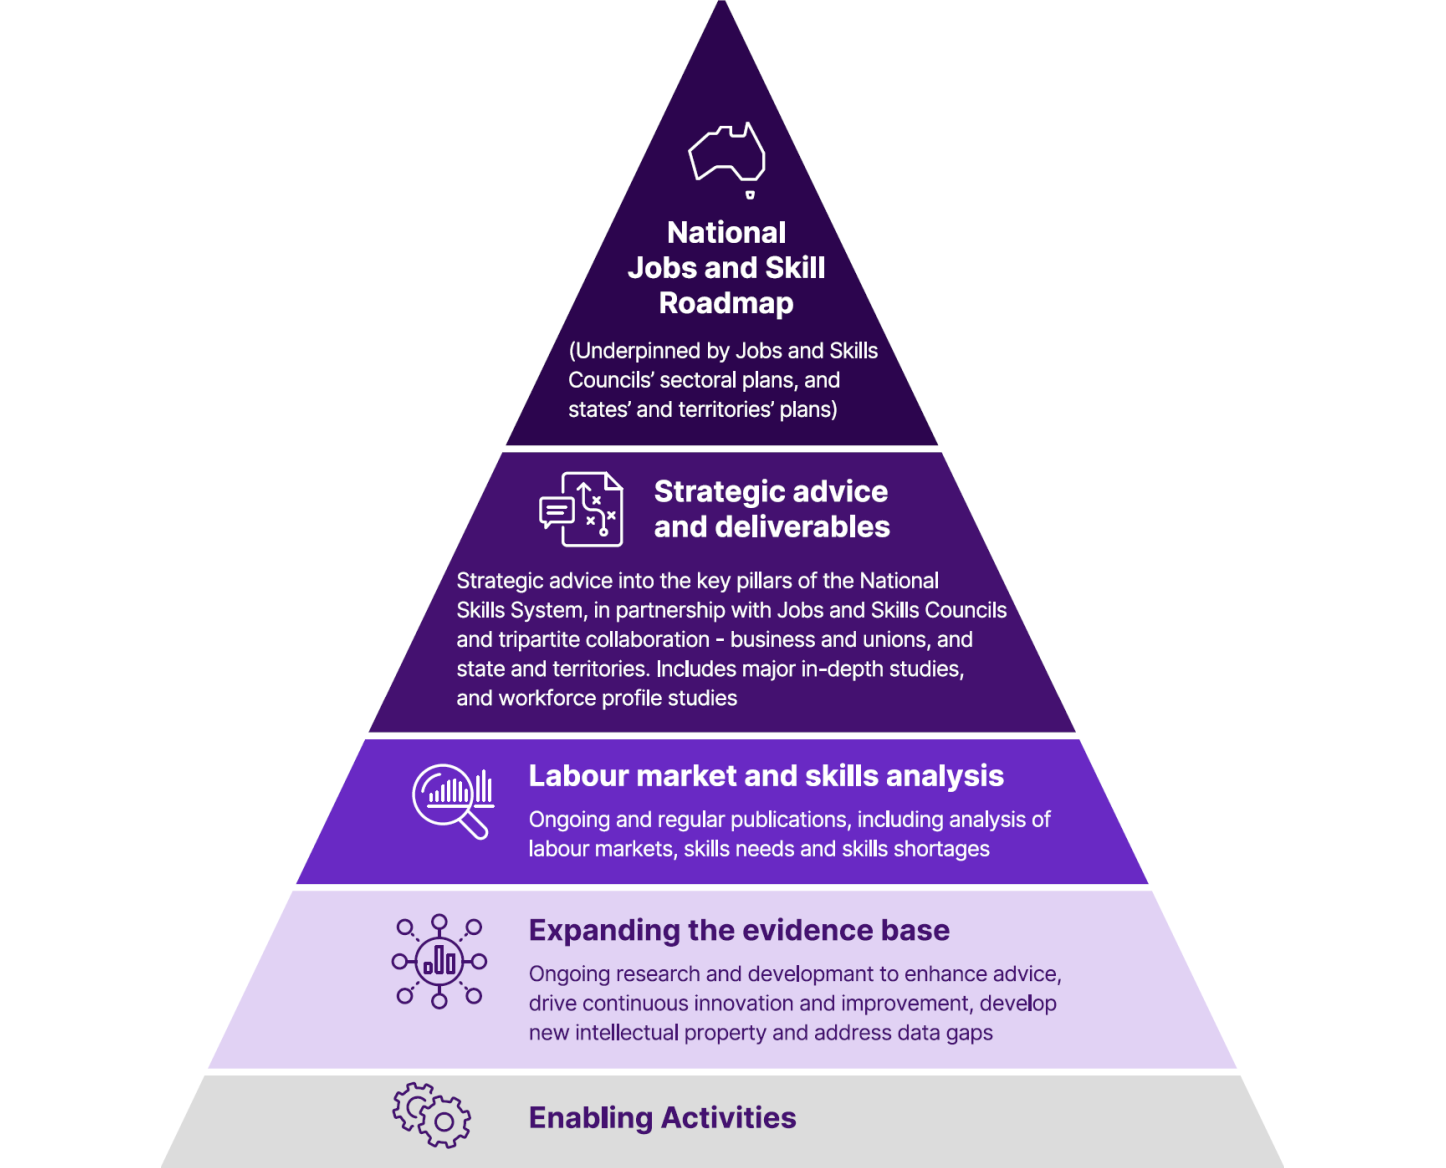 National
Jobs and Skill
Roadmap
(Underpinned by Jobs and Skills
Councils’ sectoral plans, and
states’ and territories’ plans)
Strategic advice
and deliverables
Strategic advice into the key pillars of the National
Skills System, in partnership with Jobs and Skills Councils
and tripartite collaboration - business and unions, and
state and territories. Includes major in-depth studies,
and workforce profile studies
Labour market and skills analysis
Ongoing and regular publications, including analysis of
labour markets, skills needs and skills shortages
Expanding the evidence base
Ongoing research and developmant to enhance advice,
drive continuous innovation and improvement, develop
new intellectual property and address data gaps
Enabling Activities